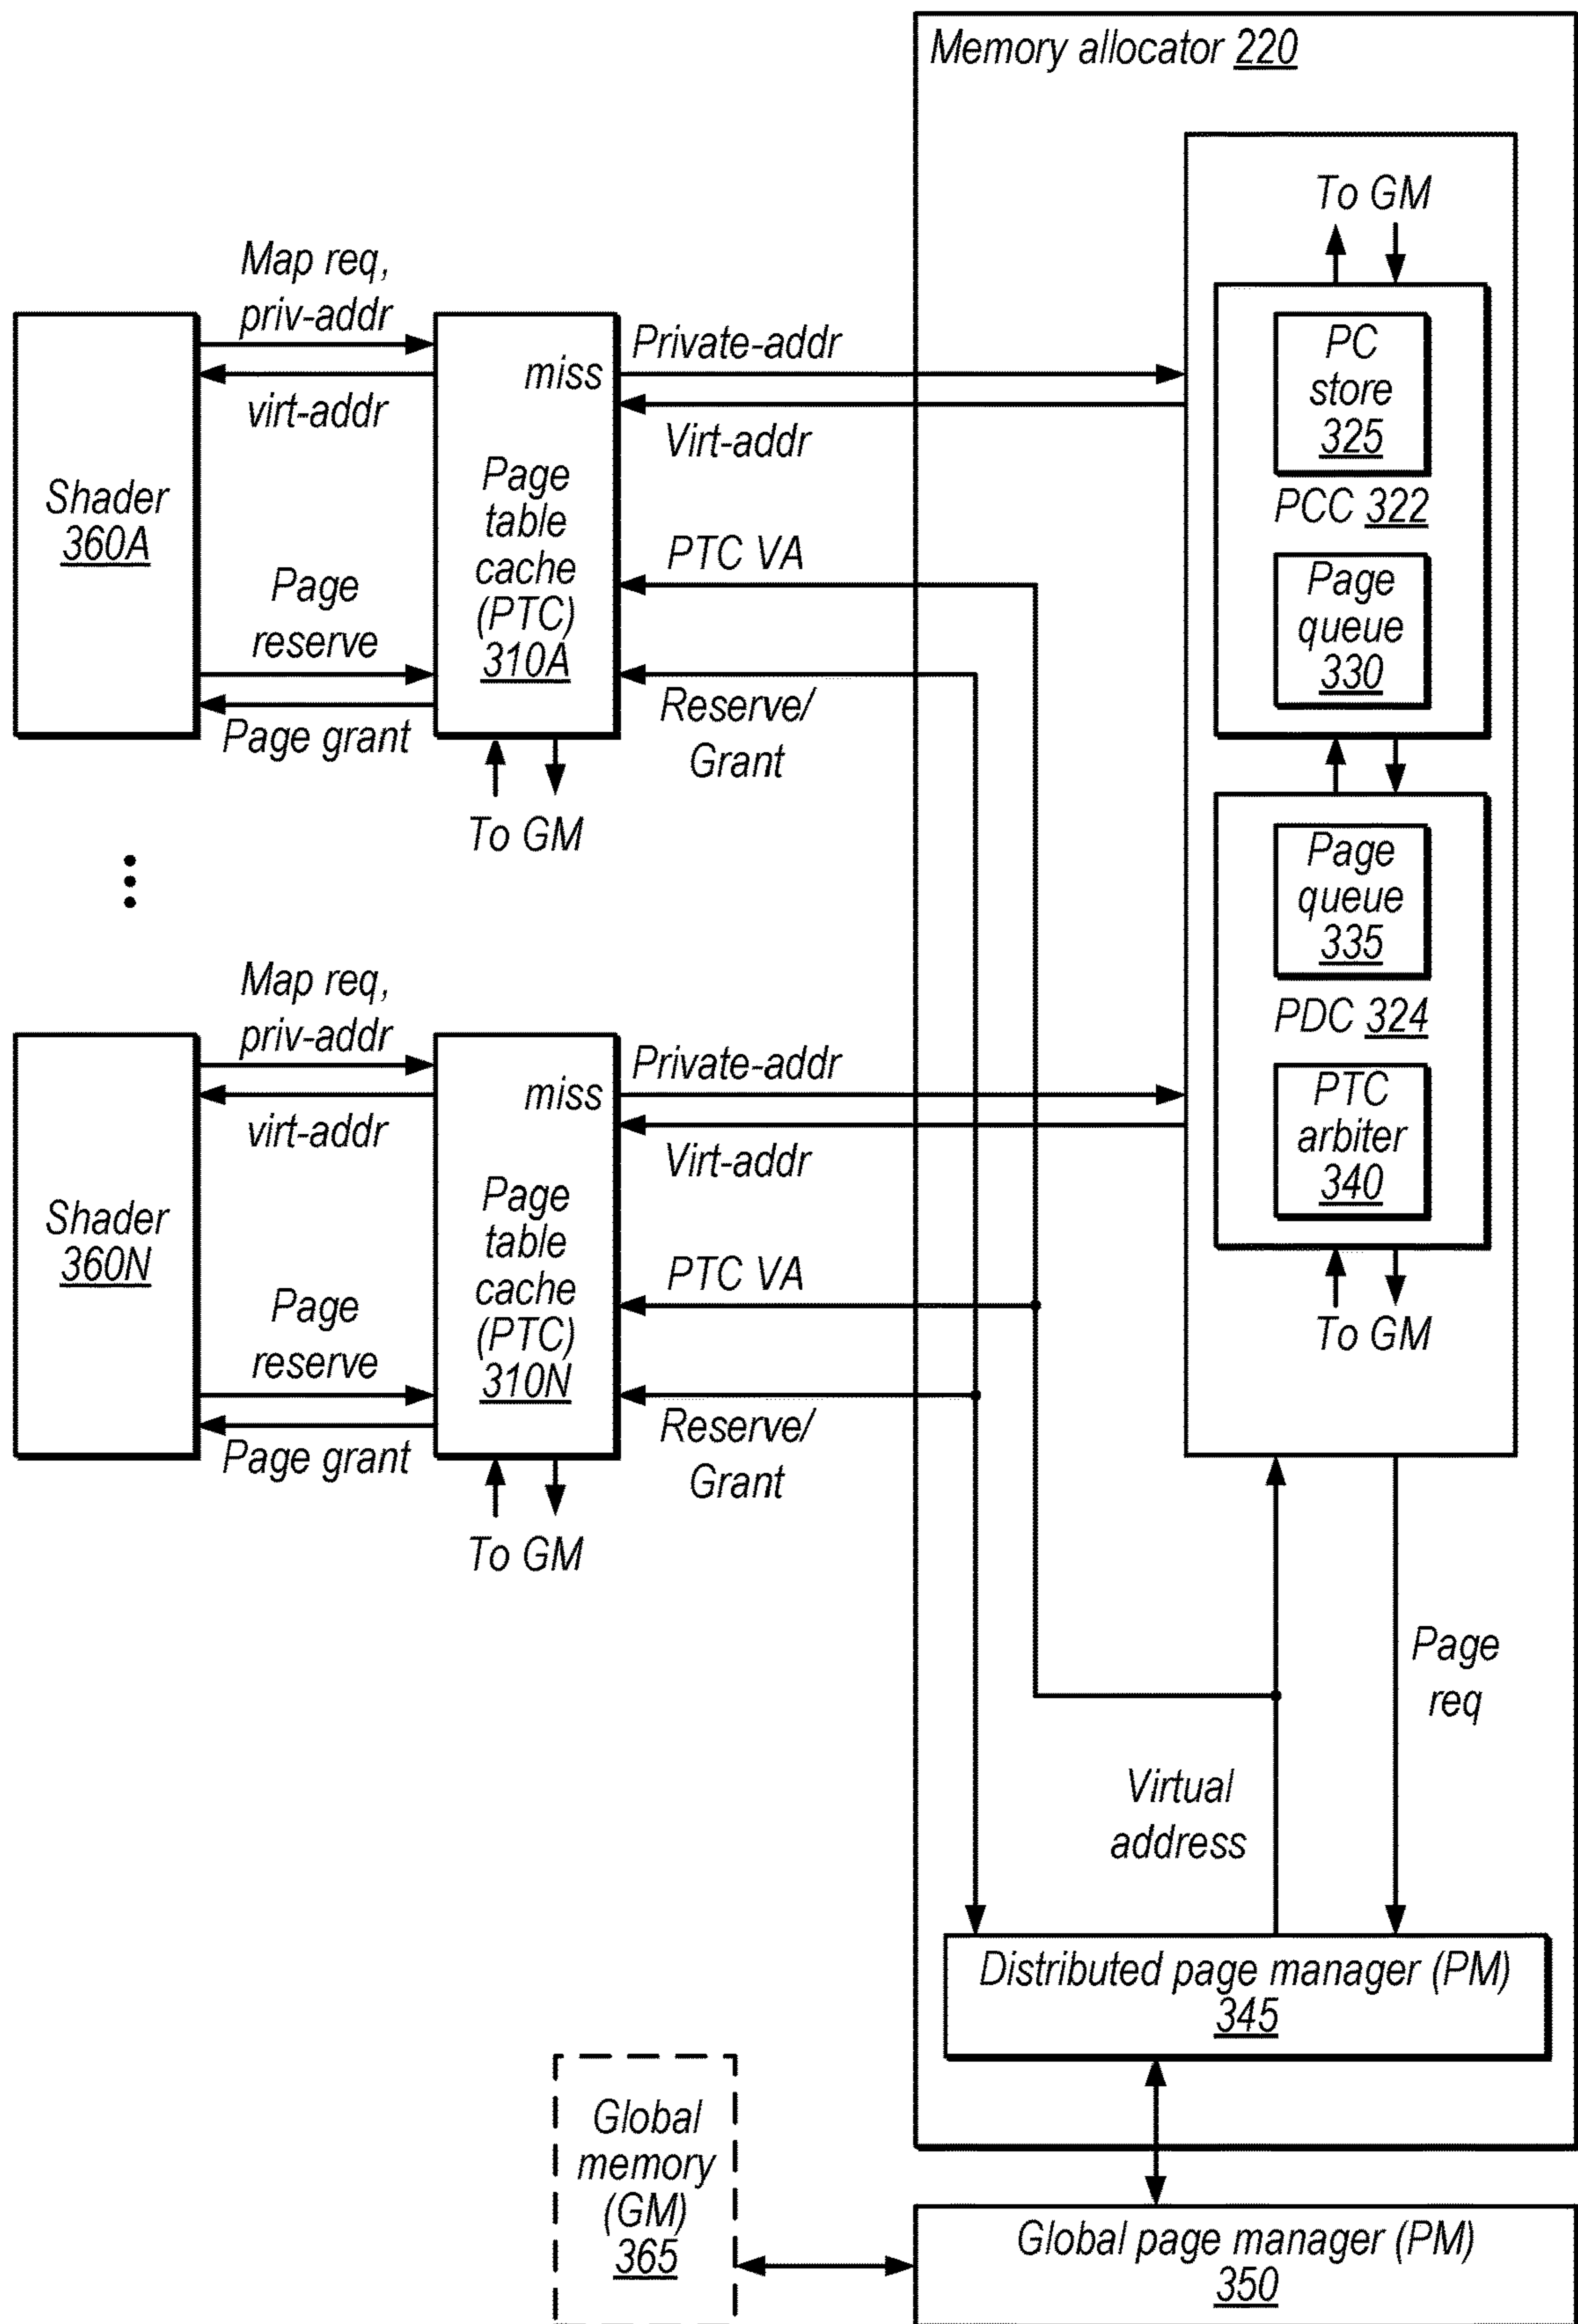 Memory allocator 220
To GM
PC
store
325
PCC 322
Page
queue
330
Page
queue
335
PDC 324
PTC
arbiter
340
To GM
Map req,
priv-addr
virt-addr
Shader
360A
Page
reserve
Page grant
miss
Page
table
cache
(PTC)
310A
To GM
Private-addr
Virt-addr
PTC VA
Reserve/
Grant
Map req,
priv-addr
virt-addr
Shader
360N
Page
reserve
Page grant
miss
Page
table
cache
(PTC)
310N
To GM
Private-addr
Virt-addr
PTC VA
Reserve/
Grant
Page
req
Virtual
address
Distributed page manager (PM)
345
Global
memory
(GM)
365
Global page manager (PM)
350